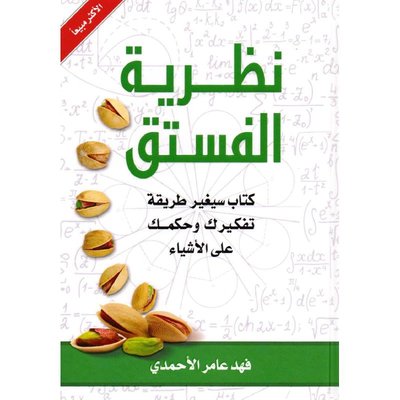 الأكثر مبيعاً
نظرية
الفستق
كتاب سيغير طريقة
تفكيرك وحكمك
على الأشياء
فهد عامر الأحمدي